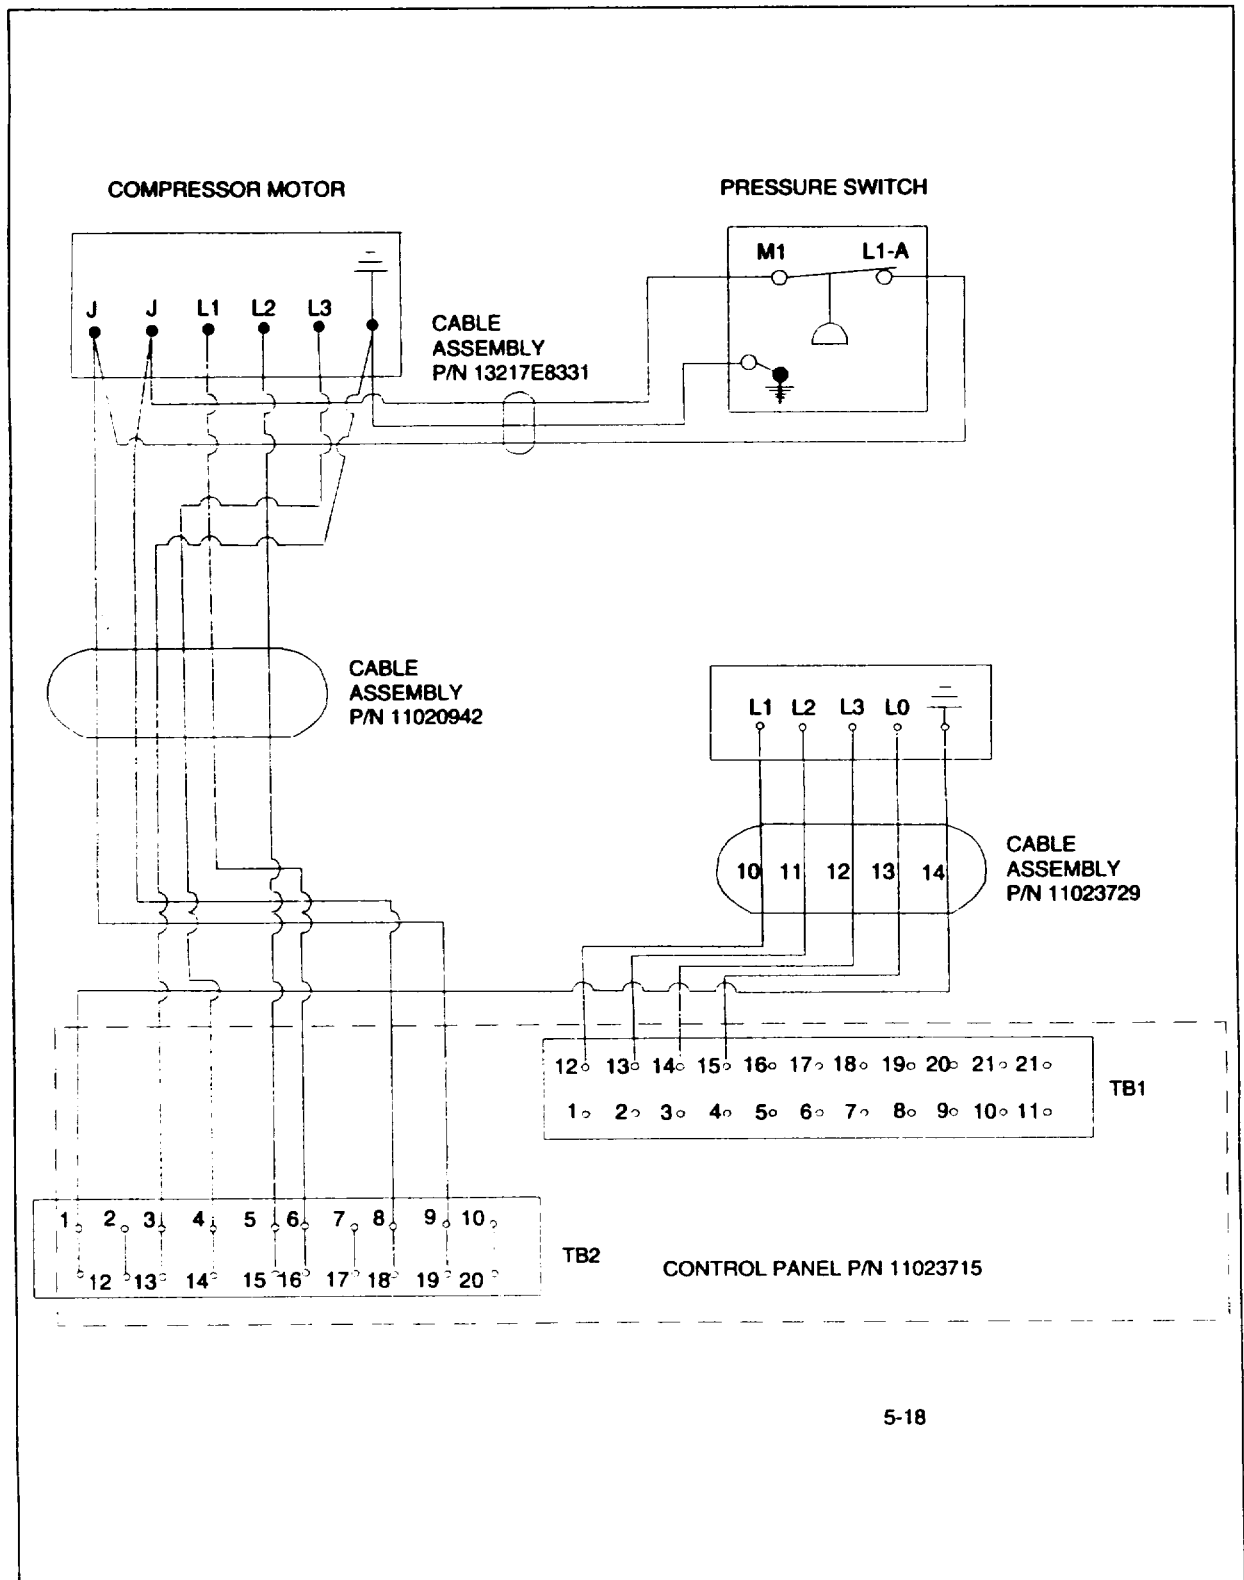 COMPRESSOR MOTOR
PRESSURE SWITCH
M1 L1-A
J J L1 L2 L3
CABLE
ASSEMBLY
P/N 13217E8331
CABLE
ASSEMBLY
P/N 11020942
L1 L2 L3 L0
10 11 12 13 14
CABLE
ASSEMBLY
P/N 11023729
12 13 14 15 16 17 18 19 20 21 21
1 2 3 4 5 6 7 8 9 10 11
TB1
1 2 3 4 5 6 7 8 9 10
12 13 14 15 16 17 18 19 20
TB2
CONTROL PANEL P/N 11023715
5-18